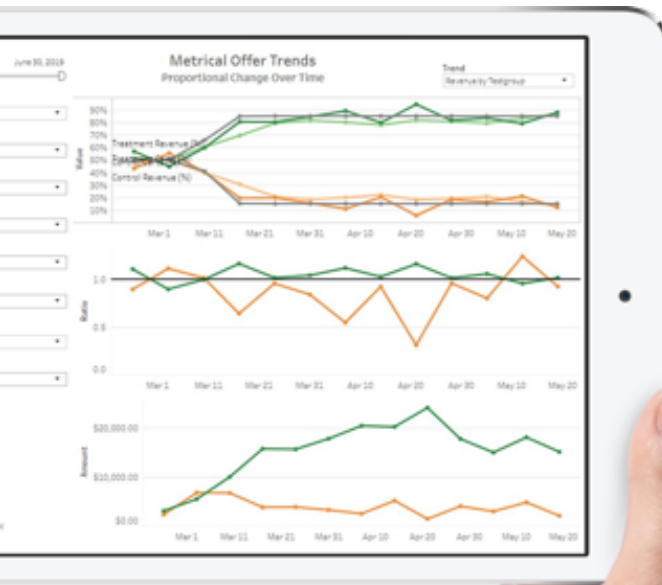 June 30, 2019
Metrical Offer Trends
Proportional Change Over Time
Trend
Revenue by Testgroup
90%
80%
70%
60%
50%
40%
30%
20%
10%
Value
Treatment Revenue (%)
Control Revenue (%)
Mar 1 Mar 11 Mar 21 Mar 31 Apr 10 Apr 20 Apr 30 May 10 May 20
1.0
0.5
0.0
Ratio
Mar 1 Mar 11 Mar 21 Mar 31 Apr 10 Apr 20 Apr 30 May 10 May 20
$20,000.00
$10,000.00
$0.00
Amount
Mar 1 Mar 11 Mar 21 Mar 31 Apr 10 Apr 20 Apr 30 May 10 May 20